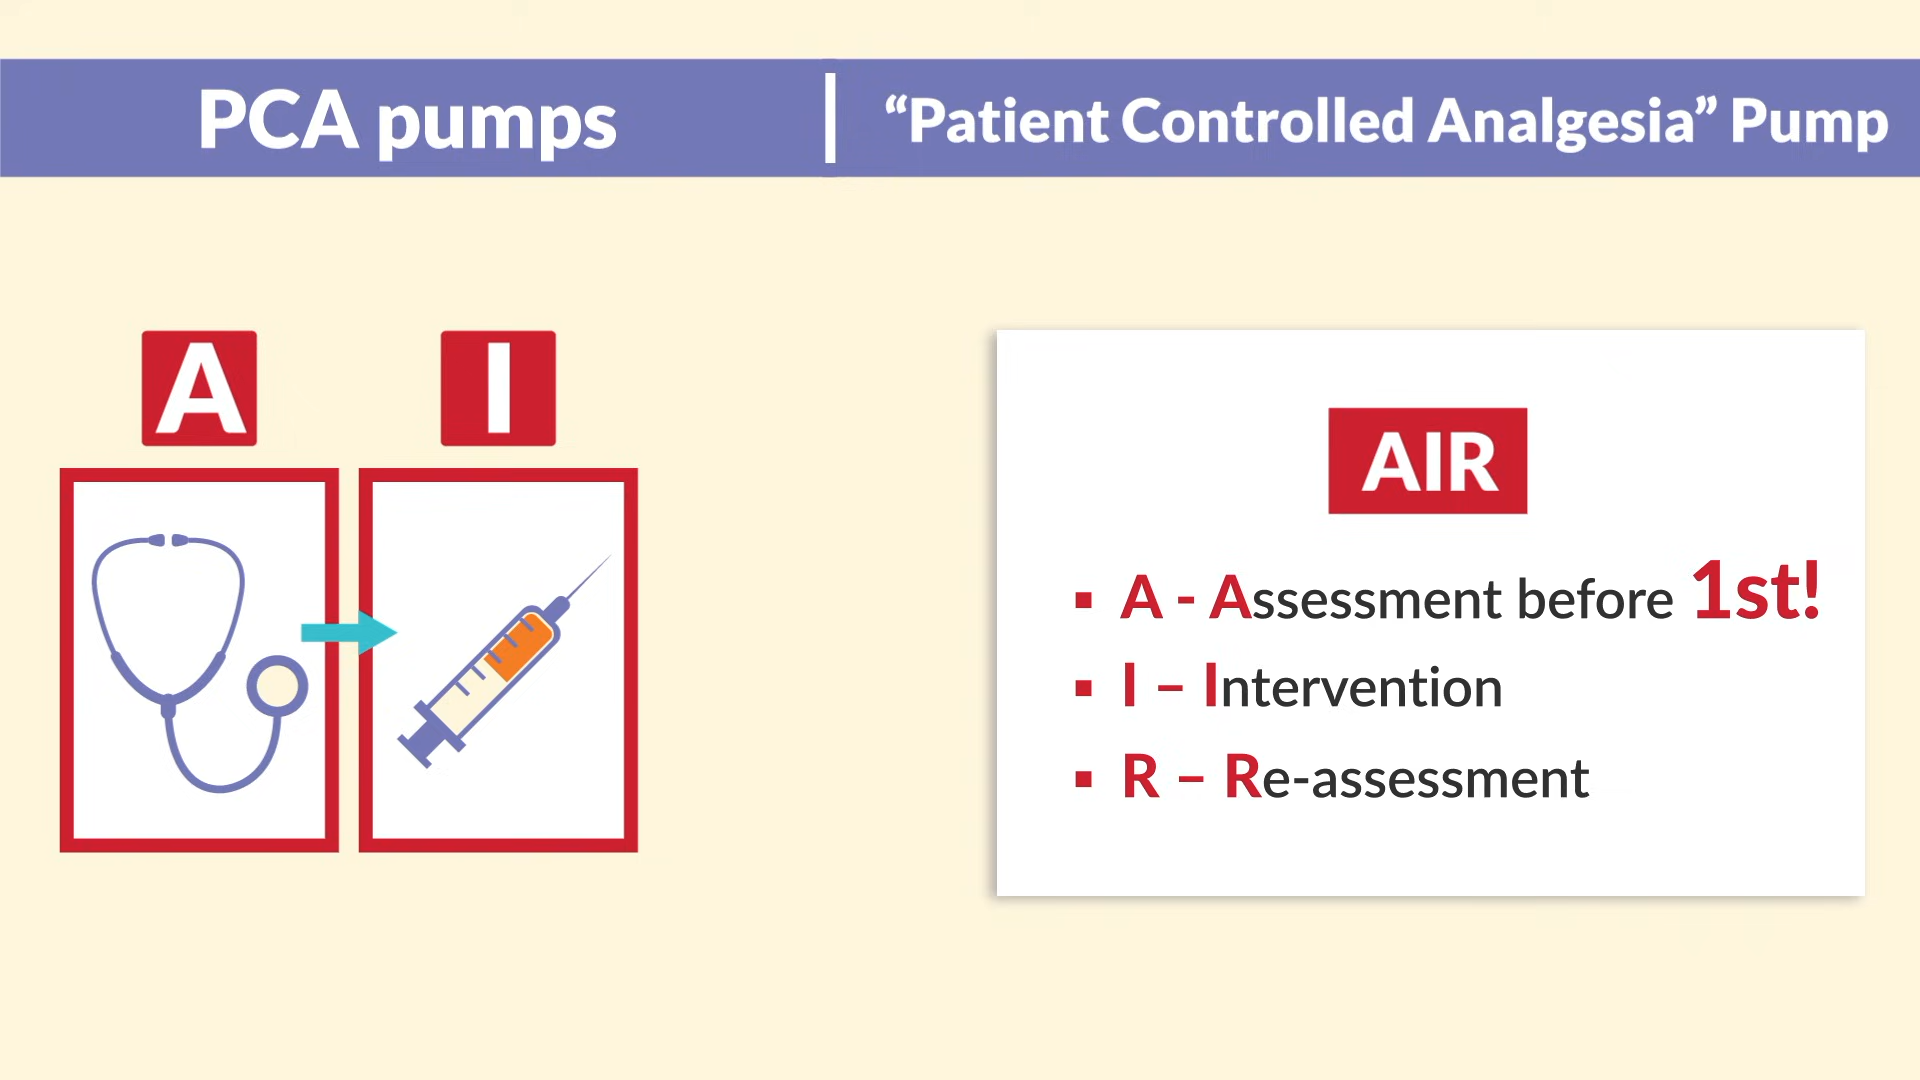 PCA pumps
“Patient Controlled Analgesia” Pump
A
I
AIR
▪ A - Assessment before 1st!
▪ I – Intervention
▪ R – Re-assessment